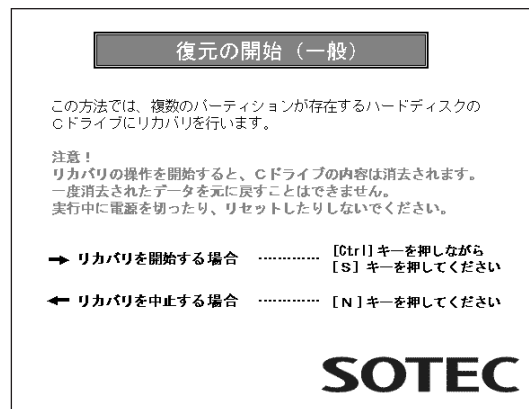 復元の開始（一般）
この方法では、複数のパーティションが存在するハードディスクの
Cドライブにリカバリを行います。
注意！
リカバリの操作を開始すると、Cドライブの内容は消去されます。
一度消去されたデータを元に戻すことはできません。
実行中に電源を切ったり、リセットしたりしないでください。
➡ リカバリを開始する場合 ………… [Ctrl]キーを押しながら
[S]キーを押してください
⬅ リカバリを中止する場合 ………… [N]キーを押してください
SOTEC